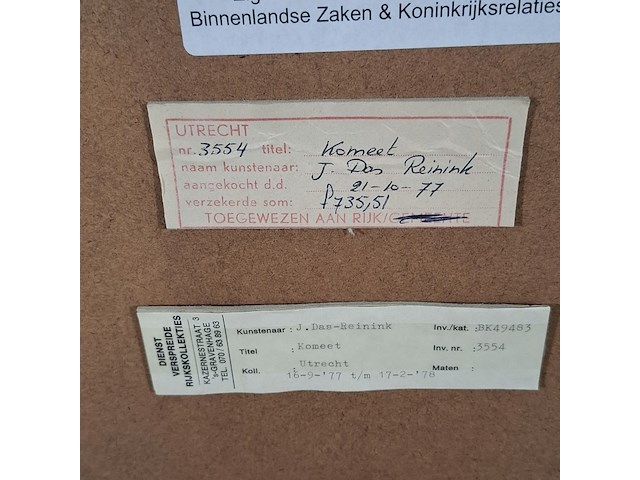 Binnenlandse Zaken & Koninkrijksrelaties
UTRECHT
nr. 3554 titel: Komeet
naam kunstenaar: J. Das Reinink
aangekocht d.d. 21-10-77
verzekerde som: f735,51
TOEGEWEZEN AAN RIJK/
DIENST
VERSPREIDE
RIJKSKOLLEKTIES
KAZERNESTRAAT 3
's-GRAVENHAGE
TEL. 070 / 63 89 63
Kunstenaar : J.Das-Reinink Inv./kat. : BK49483
Titel : Komeet Inv. nr. : 3554
Koll. : Utrecht Maten :
16-9-'77 t/m 17-2-'78